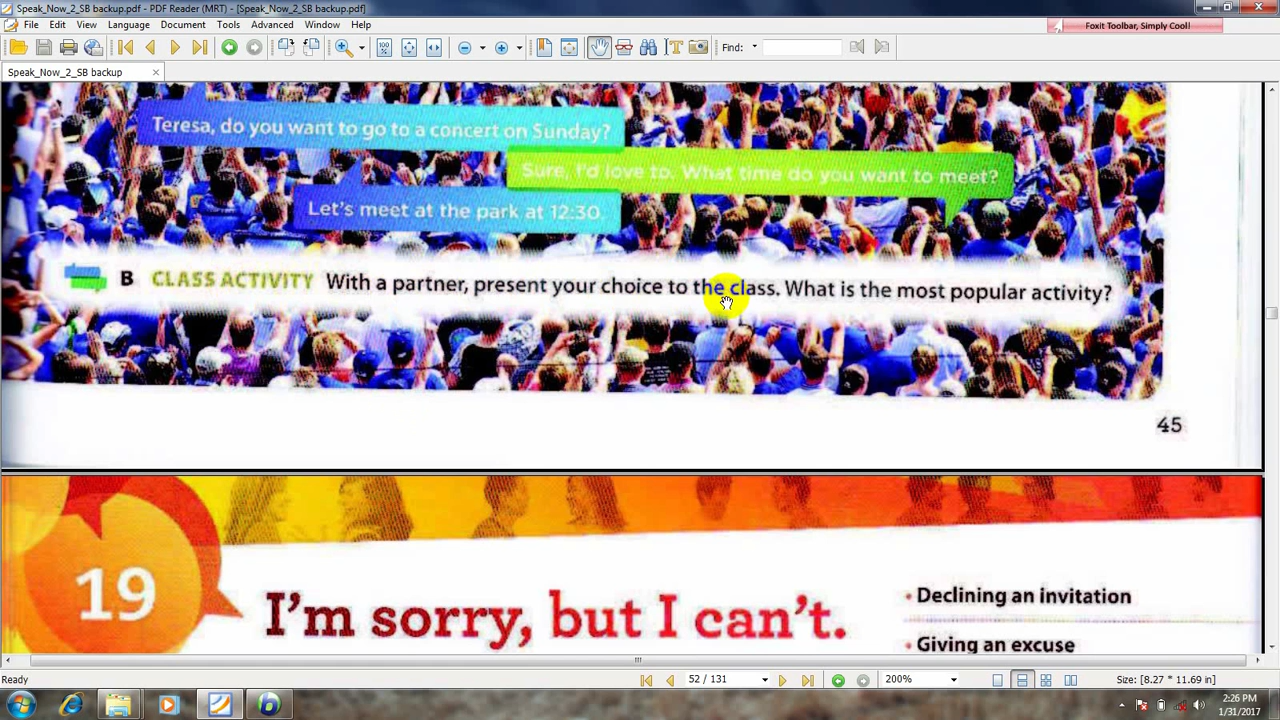 Speak_Now_2_SB backup.pdf - PDF Reader (MRT) - [Speak_Now_2_SB backup.pdf]
File Edit View Language Document Tools Advanced Window Help
Foxit Toolbar, Simply Cool!
Find:
Speak_Now_2_SB backup
Teresa, do you want to go to a concert on Sunday?
Sure, I'd love to. What time do you want to meet?
Let's meet at the park at 12:30.
B CLASS ACTIVITY With a partner, present your choice to the class. What is the most popular activity?
45
19
I'm sorry, but I can't.
• Declining an invitation
• Giving an excuse
Ready
52 / 131
200%
Size: [8.27 * 11.69 in]
2:26 PM
1/31/2017